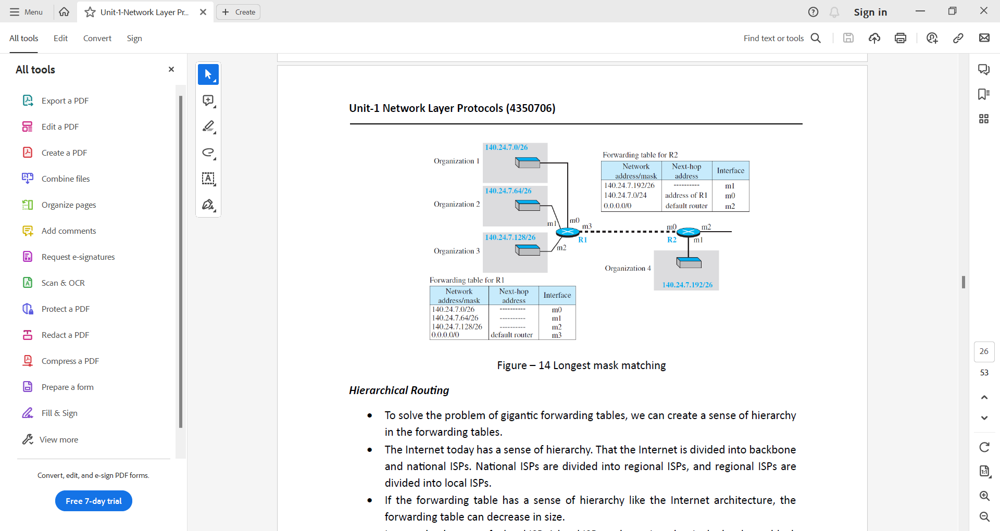 Menu
Unit-1-Network Layer Pr...
Create
Sign in
All tools
Edit
Convert
Sign
Find text or tools
All tools
Export a PDF
Edit a PDF
Create a PDF
Combine files
Organize pages
Add comments
Request e-signatures
Scan & OCR
Protect a PDF
Redact a PDF
Compress a PDF
Prepare a form
Fill & Sign
View more
Convert, edit, and e-sign PDF forms.
Free 7-day trial
Unit-1 Network Layer Protocols (4350706)
140.24.7.0/26
Organization 1
140.24.7.64/26
Organization 2
140.24.7.128/26
Organization 3
m0
m1
m2
m3
R1
Forwarding table for R2
Network address/mask Next-hop address Interface
140.24.7.192/26 ---------- m1
140.24.7.0/24 address of R1 m0
0.0.0.0/0 default router m2
m0
m2
R2
m1
Organization 4
140.24.7.192/26
Forwarding table for R1
Network address/mask Next-hop address Interface
140.24.7.0/26 ---------- m0
140.24.7.64/26 ---------- m1
140.24.7.128/26 ---------- m2
0.0.0.0/0 default router m3
Figure – 14 Longest mask matching
Hierarchical Routing
• To solve the problem of gigantic forwarding tables, we can create a sense of hierarchy
in the forwarding tables.
• The Internet today has a sense of hierarchy. That the Internet is divided into backbone
and national ISPs. National ISPs are divided into regional ISPs, and regional ISPs are
divided into local ISPs.
• If the forwarding table has a sense of hierarchy like the Internet architecture, the
forwarding table can decrease in size.
26
53